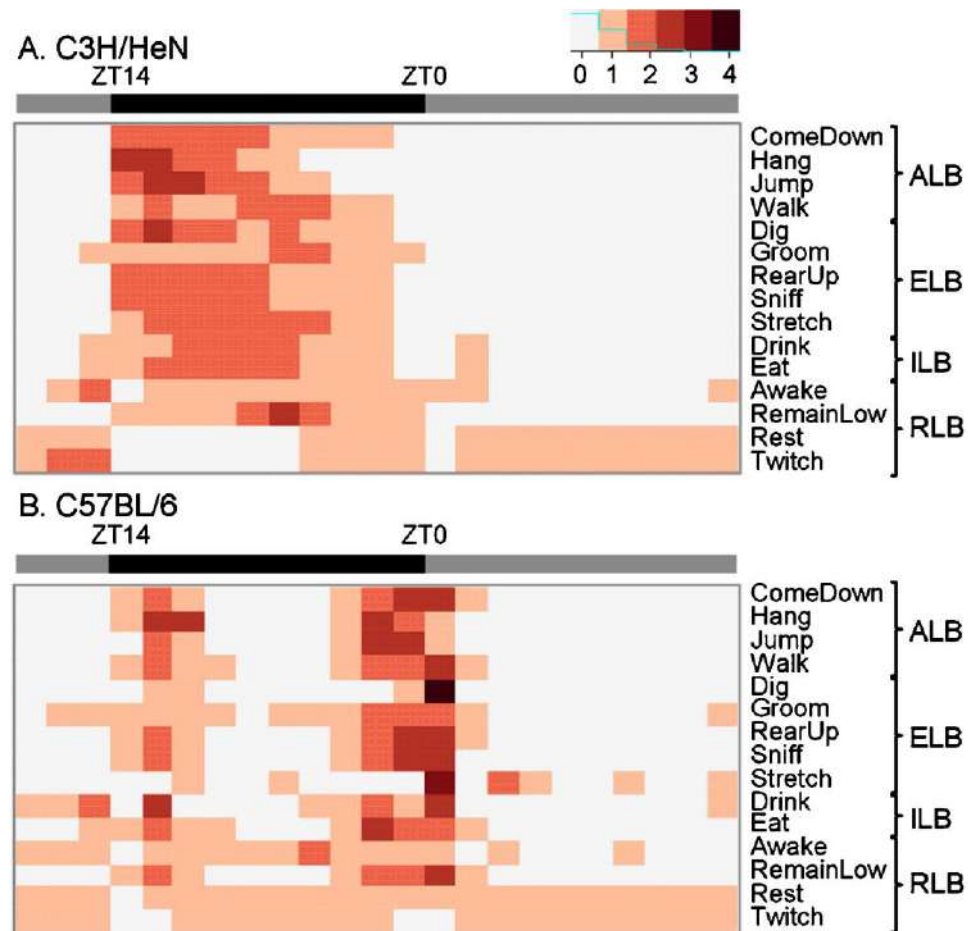 A. C3H/HeN
0 1 2 3 4
ZT14 ZT0
ComeDown
Hang
Jump
Walk
Dig
Groom
RearUp
Sniff
Stretch
Drink
Eat
Awake
RemainLow
Rest
Twitch
ALB
ELB
ILB
RLB
B. C57BL/6
ZT14 ZT0
ComeDown
Hang
Jump
Walk
Dig
Groom
RearUp
Sniff
Stretch
Drink
Eat
Awake
RemainLow
Rest
Twitch
ALB
ELB
ILB
RLB